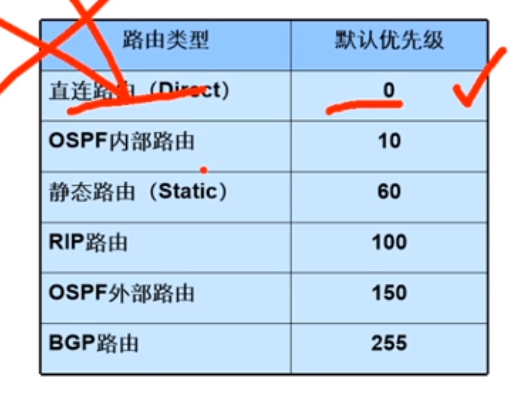 路由类型 默认优先级
直连路由（Direct） 0
OSPF内部路由 10
静态路由（Static） 60
RIP路由 100
OSPF外部路由 150
BGP路由 255